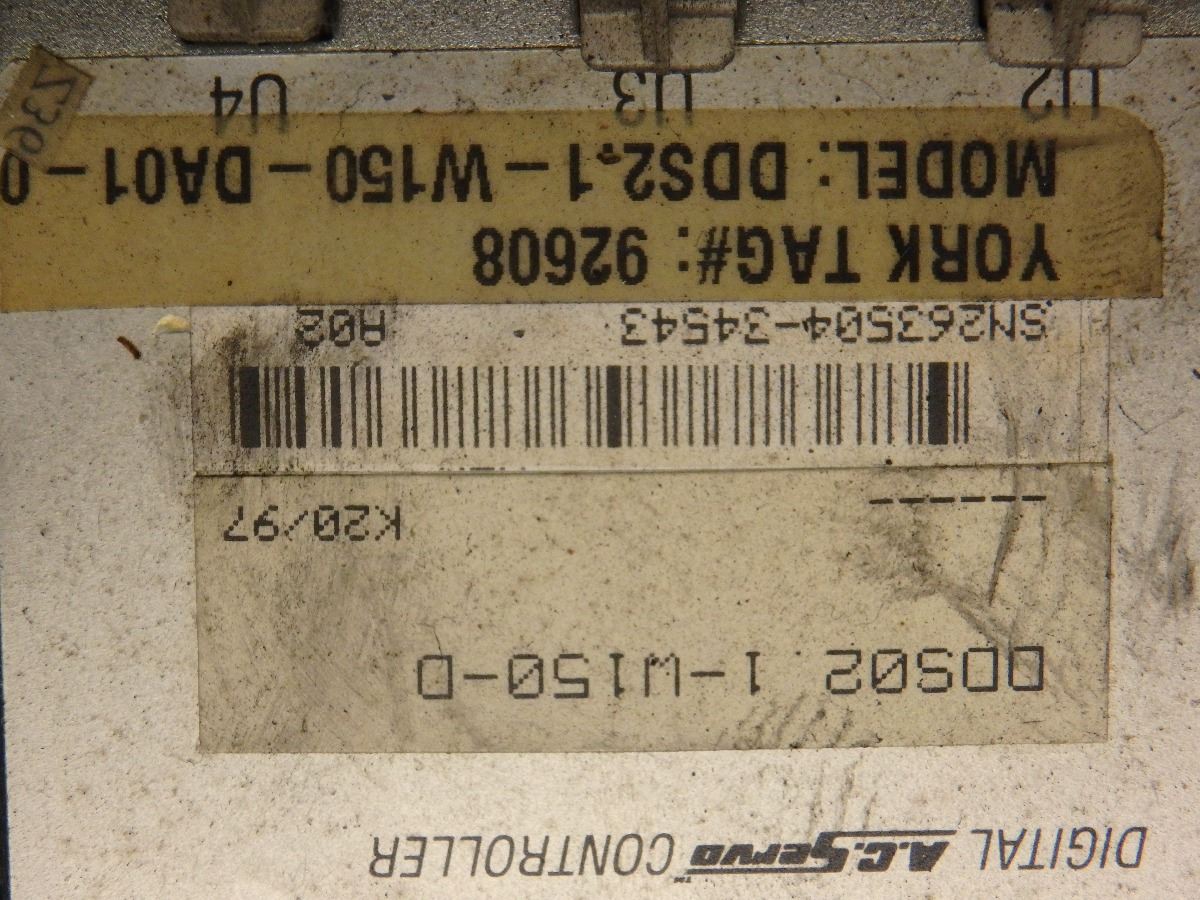 DIGITAL A.C.Servo™ CONTROLLER
DDS02.1-W150-D
------ K20/97
SN263504-34543 A02
YORK TAG#: 92608
MODEL: DDS2.1-W150-DA01-0
U2 U3 U4